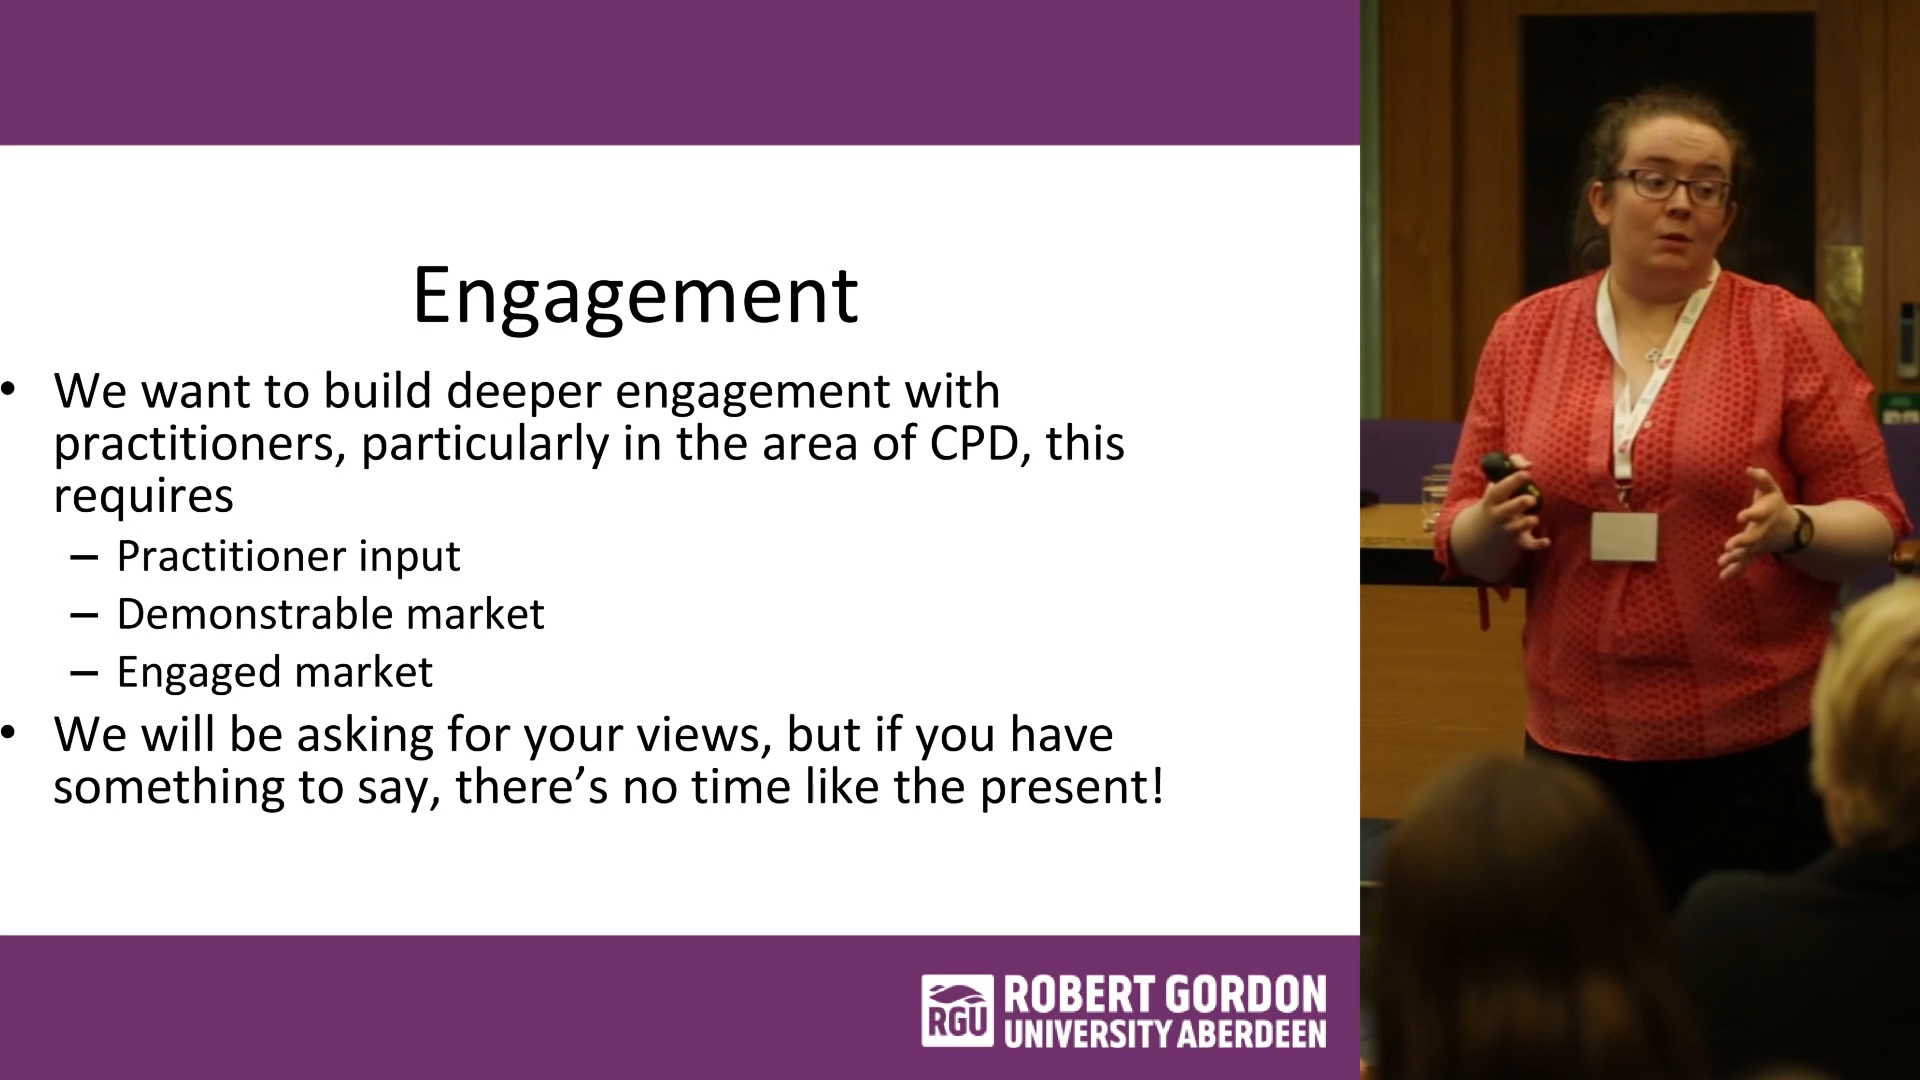 Engagement
• We want to build deeper engagement with
practitioners, particularly in the area of CPD, this
requires
– Practitioner input
– Demonstrable market
– Engaged market
• We will be asking for your views, but if you have
something to say, there’s no time like the present!
RGU
ROBERT GORDON
UNIVERSITY ABERDEEN